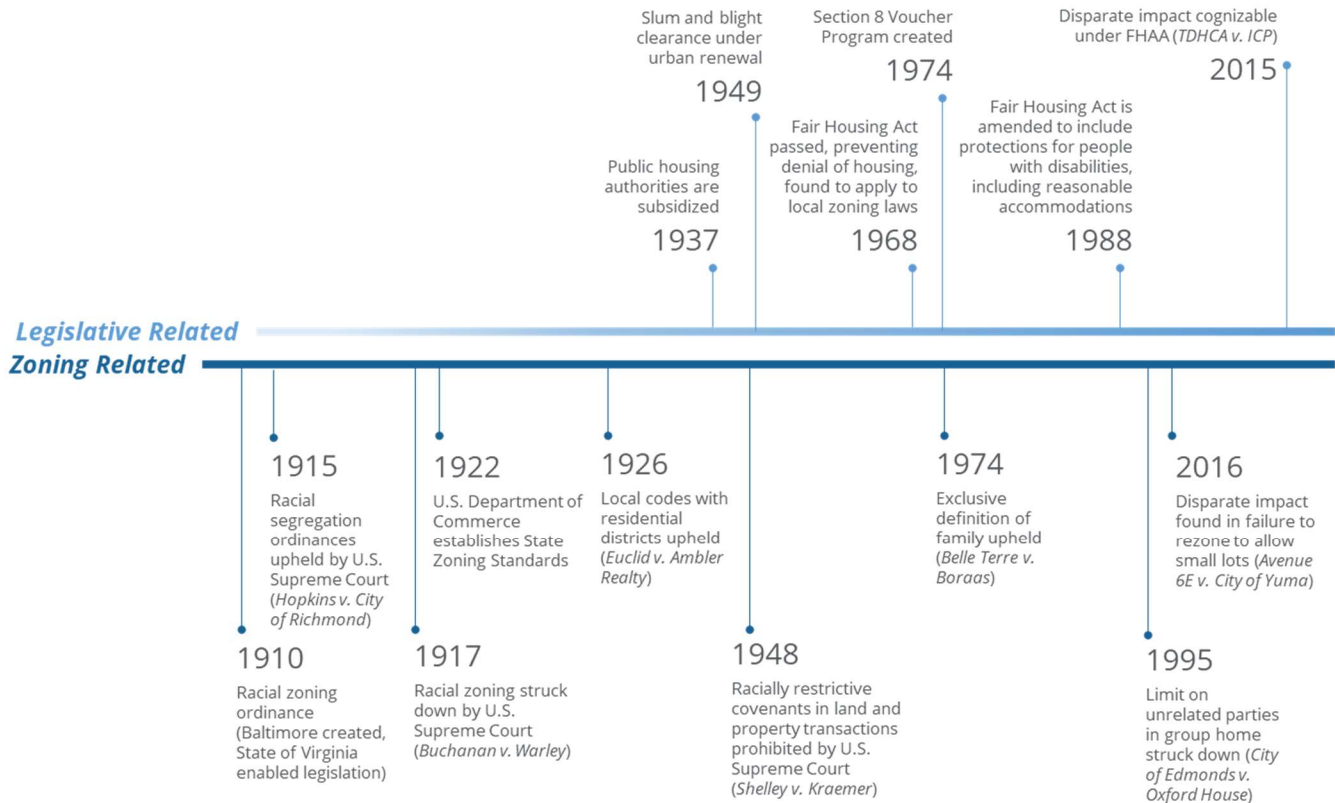 Slum and blight
clearance under
urban renewal
1949
Section 8 Voucher
Program created
1974
Disparate impact cognizable
under FHAA (TDHCA v. ICP)
2015
Public housing
authorities are
subsidized
1937
Fair Housing Act
passed, preventing
denial of housing,
found to apply to
local zoning laws
1968
Fair Housing Act is
amended to include
protections for people
with disabilities,
including reasonable
accommodations
1988
Legislative Related
Zoning Related
1915
Racial
segregation
ordinances
upheld by U.S.
Supreme Court
(Hopkins v. City
of Richmond)
1922
U.S. Department of
Commerce
establishes State
Zoning Standards
1926
Local codes with
residential
districts upheld
(Euclid v. Ambler
Realty)
1974
Exclusive
definition of
family upheld
(Belle Terre v.
Boraas)
2016
Disparate impact
found in failure to
rezone to allow
small lots (Avenue
6E v. City of Yuma)
1910
Racial zoning
ordinance
(Baltimore created,
State of Virginia
enabled legislation)
1917
Racial zoning struck
down by U.S.
Supreme Court
(Buchanan v. Warley)
1948
Racially restrictive
covenants in land and
property transactions
prohibited by U.S.
Supreme Court
(Shelley v. Kraemer)
1995
Limit on
unrelated parties
in group home
struck down (City
of Edmonds v.
Oxford House)